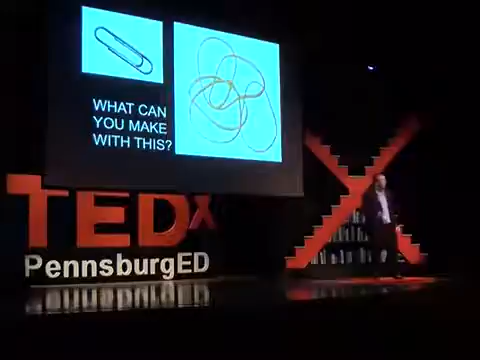 WHAT CAN
YOU MAKE
WITH THIS?
TEDx
PennsburgED